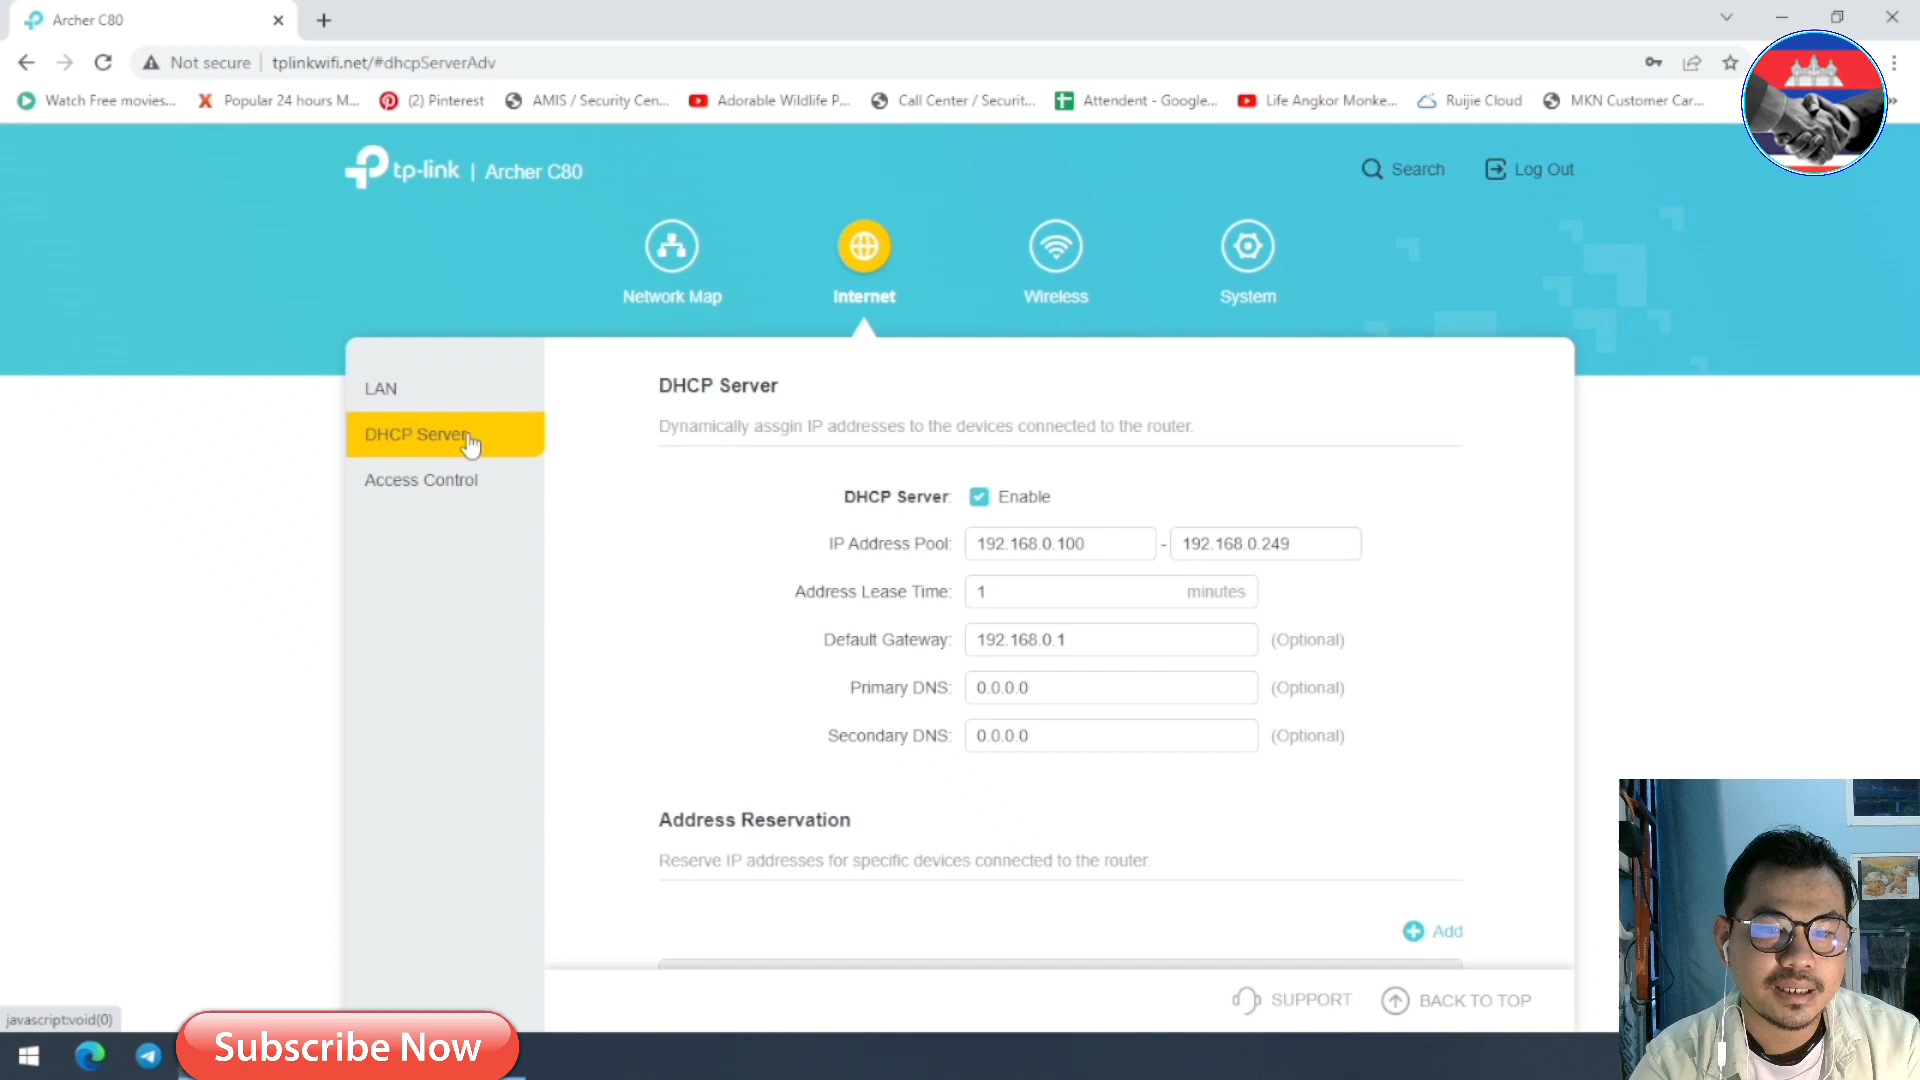 Archer C80
Not secure
tplinkwifi.net/#dhcpServerAdv
Watch Free movies...
Popular 24 hours M...
(2) Pinterest
AMIS / Security Cen...
Adorable Wildlife P...
Call Center / Securit...
Attendent - Google...
Life Angkor Monke...
Ruijie Cloud
MKN Customer Car...
tp-link | Archer C80
Search
Log Out
Network Map
Internet
Wireless
System
LAN
DHCP Server
Access Control
DHCP Server
Dynamically assgin IP addresses to the devices connected to the router.
DHCP Server: Enable
IP Address Pool: 192.168.0.100 - 192.168.0.249
Address Lease Time: 1 minutes
Default Gateway: 192.168.0.1 (Optional)
Primary DNS: 0.0.0.0 (Optional)
Secondary DNS: 0.0.0.0 (Optional)
Address Reservation
Reserve IP addresses for specific devices connected to the router.
Add
SUPPORT
BACK TO TOP
javascript:void(0)
Subscribe Now